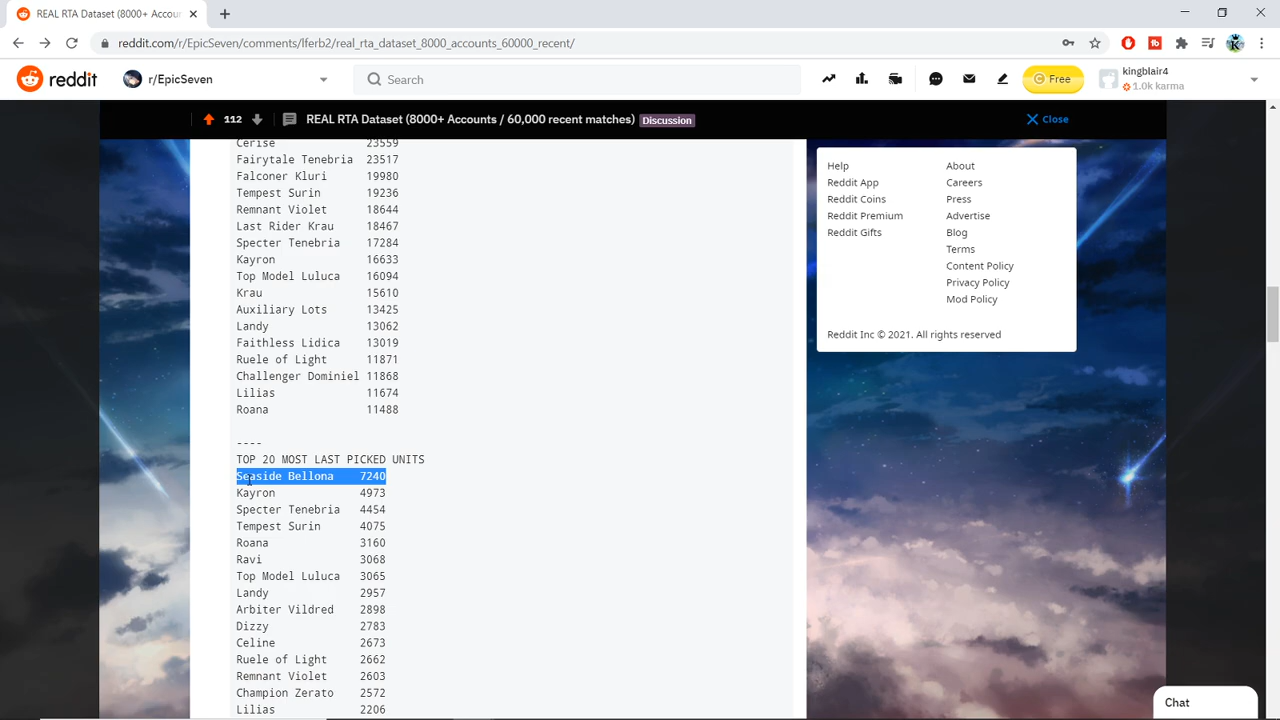 REAL RTA Dataset (8000+ Accou
reddit.com/r/EpicSeven/comments/lferb2/real_rta_dataset_8000_accounts_60000_recent/
reddit
r/EpicSeven
Search
Free
kingblair4
1.0k karma
112
REAL RTA Dataset (8000+ Accounts / 60,000 recent matches)
Discussion
Close
Cerise 23559
Fairytale Tenebria 23517
Falconer Kluri 19980
Tempest Surin 19236
Remnant Violet 18644
Last Rider Krau 18467
Specter Tenebria 17284
Kayron 16633
Top Model Luluca 16094
Krau 15610
Auxiliary Lots 13425
Landy 13062
Faithless Lidica 13019
Ruele of Light 11871
Challenger Dominiel 11868
Lilias 11674
Roana 11488
----
TOP 20 MOST LAST PICKED UNITS
Seaside Bellona 7240
Kayron 4973
Specter Tenebria 4454
Tempest Surin 4075
Roana 3160
Ravi 3068
Top Model Luluca 3065
Landy 2957
Arbiter Vildred 2898
Dizzy 2783
Celine 2673
Ruele of Light 2662
Remnant Violet 2603
Champion Zerato 2572
Lilias 2206
Help
Reddit App
Reddit Coins
Reddit Premium
Reddit Gifts
About
Careers
Press
Advertise
Blog
Terms
Content Policy
Privacy Policy
Mod Policy
Reddit Inc © 2021. All rights reserved
Chat